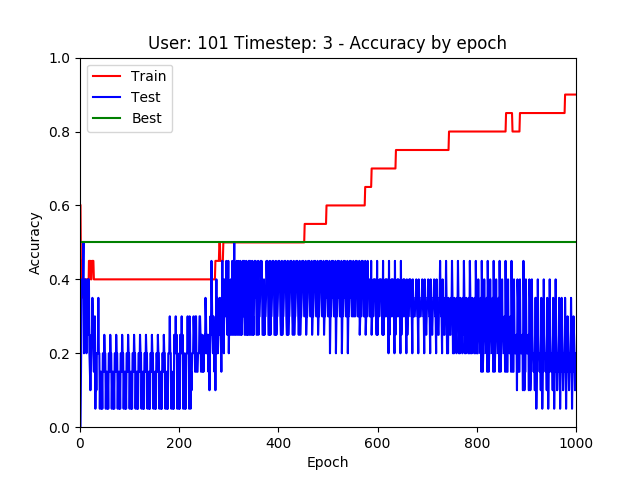 User: 101 Timestep: 3 - Accuracy by epoch
1.0
Train
Test
Best
0.8
0.6
Accuracy
0.4
0.2
0.0
0 200 400 600 800 1000
Epoch